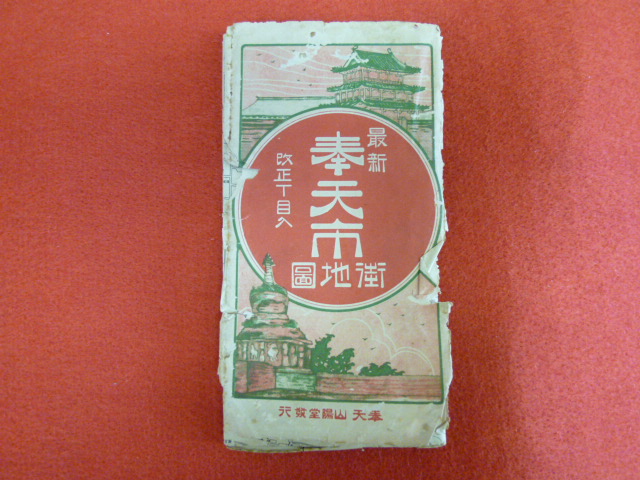 最新
奉天市
街地圖
改正丁目入
奉天 山陽堂發行